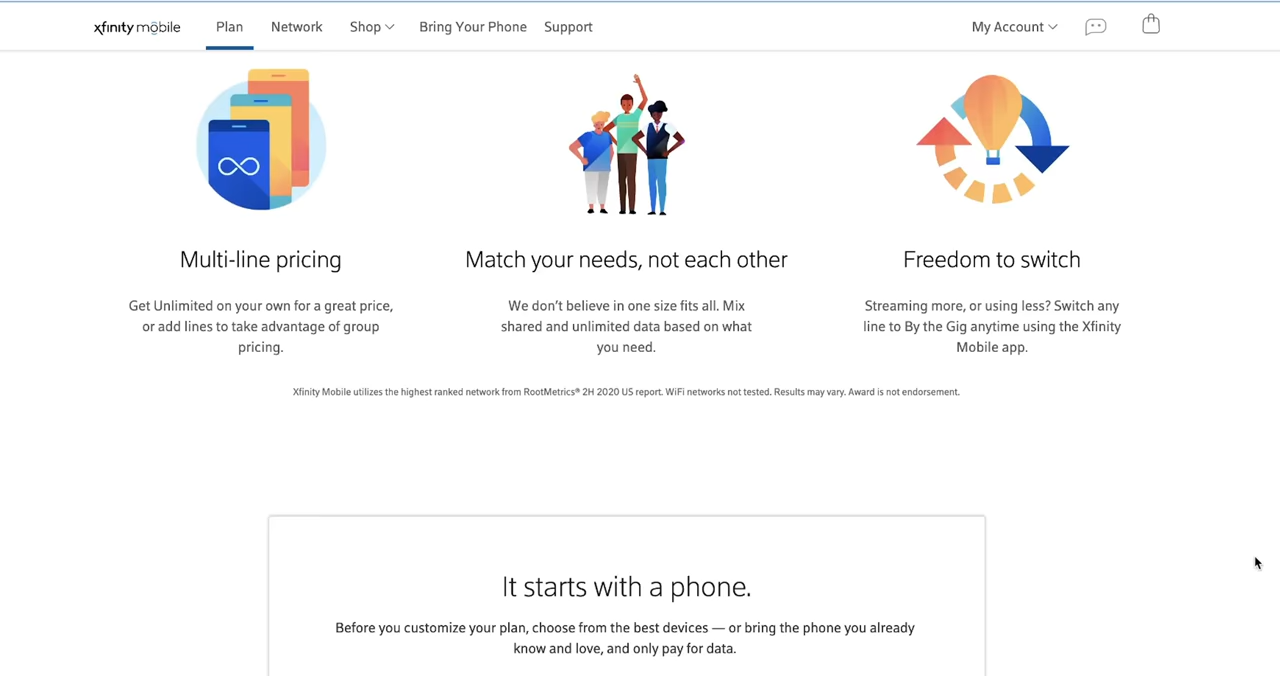 xfinity mobile Plan Network Shop Bring Your Phone Support My Account
Multi-line pricing
Get Unlimited on your own for a great price,
or add lines to take advantage of group
pricing.
Match your needs, not each other
We don’t believe in one size fits all. Mix
shared and unlimited data based on what
you need.
Freedom to switch
Streaming more, or using less? Switch any
line to By the Gig anytime using the Xfinity
Mobile app.
Xfinity Mobile utilizes the highest ranked network from RootMetrics® 2H 2020 US report. WiFi networks not tested. Results may vary. Award is not endorsement.
It starts with a phone.
Before you customize your plan, choose from the best devices — or bring the phone you already
know and love, and only pay for data.